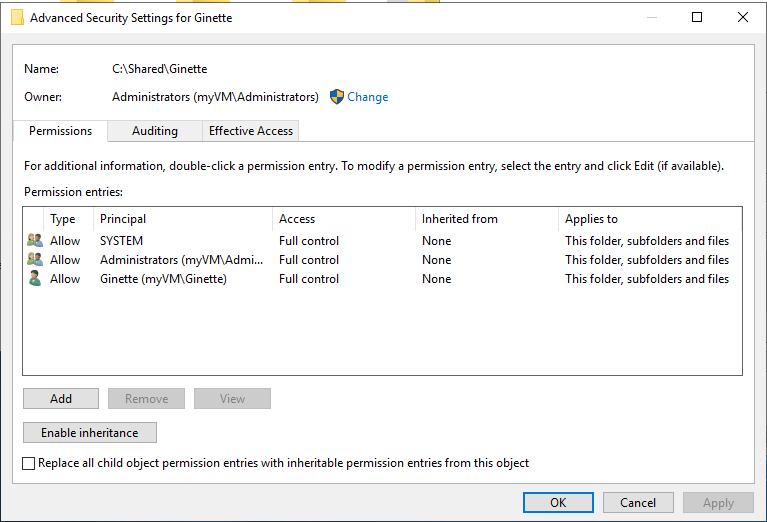 Advanced Security Settings for Ginette
Name: C:\Shared\Ginette
Owner: Administrators (myVM\Administrators) Change
Permissions Auditing Effective Access
For additional information, double-click a permission entry. To modify a permission entry, select the entry and click Edit (if available).
Permission entries:
Type Principal Access Inherited from Applies to
Allow SYSTEM Full control None This folder, subfolders and files
Allow Administrators (myVM\Admi... Full control None This folder, subfolders and files
Allow Ginette (myVM\Ginette) Full control None This folder, subfolders and files
Add Remove View
Enable inheritance
Replace all child object permission entries with inheritable permission entries from this object
OK Cancel Apply